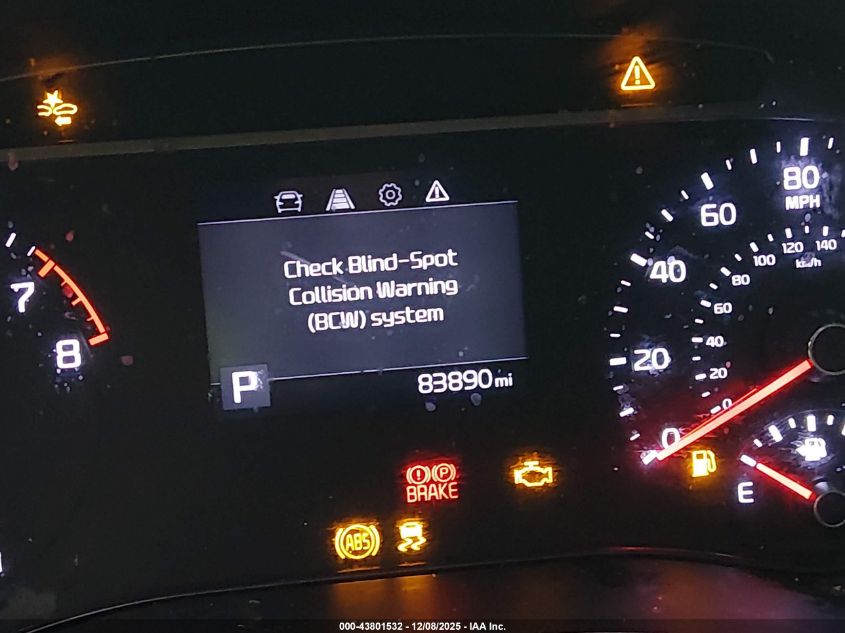 Check Blind-Spot
Collision Warning
(BCW) system
P
83890 mi
7
8
80
MPH
60
40
20
0
140
120
100
km/h
80
60
40
20
0
BRAKE
P
ABS
E
000-43801532 - 12/08/2025 - IAA Inc.